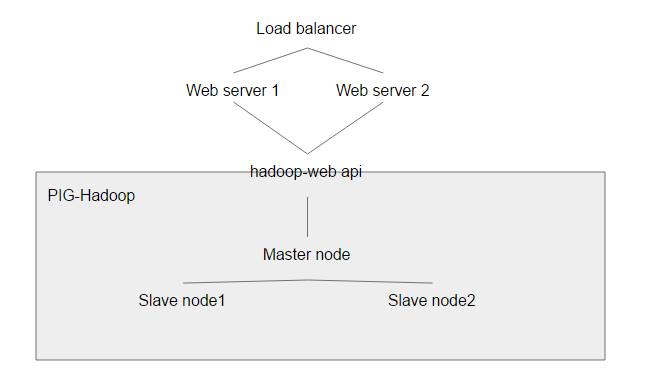 Load balancer
Web server 1
Web server 2
hadoop-web api
PIG-Hadoop
Master node
Slave node1
Slave node2